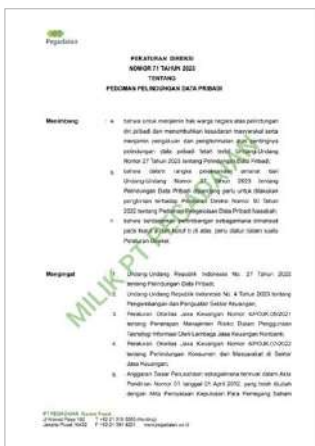 Pegadaian
PERATURAN DIREKSI
NOMOR 71 TAHUN 2023
TENTANG
PEDOMAN PELINDUNGAN DATA PRIBADI
Menimbang : a. bahwa untuk menjamin hak warga negara atas pelindungan
diri pribadi dan menumbuhkan kesadaran masyarakat serta
menjamin pengakuan dan penghormatan atas pentingnya
pelindungan data pribadi telah terbit Undang-Undang
Nomor 27 Tahun 2022 tentang Pelindungan Data Pribadi;
bahwa dalam rangka pelaksanaan amanat dari
Undang-Undang Nomor 27 Tahun 2022 tentang
Pelindungan Data Pribadi dipandang perlu untuk dilakukan
Peraturan Direksi Nomor 50 Tahun
2022 tentang Pedoman Pengelolaan Data Pribadi Nasabah;
bahwa berdasarkan pertimbangan sebagaimana dimaksud
pada huruf a dan huruf b di atas, perlu diatur dalam suatu
Peraturan Direksi;
Mengingat : 1. Undang-Undang Republik Indonesia No. 27 Tahun 2022
tentang Pelindungan Data Pribadi;
2. Undang-Undang Republik Indonesia No. 4 Tahun 2023 tentang
Pengembangan dan Penguatan Sektor Keuangan;
3. Peraturan Otoritas Jasa Keuangan Nomor
tentang Penerapan Manajemen Risiko Dalam Penggunaan
Teknologi Informasi Oleh Lembaga Jasa Keuangan Nonbank;
4. Peraturan Otoritas Jasa Keuangan Nomor
tentang Perlindungan Konsumen dan Masyarakat di Sektor
Jasa Keuangan;
5. Anggaran Dasar Perusahaan sebagaimana termuat dalam Akta
Pendirian Nomor 01 tanggal 01 April 2012, yang telah diubah
dengan Akta Pernyataan Keputusan Para Pemegang Saham
MILIK PT PEGADAIAN
PT PEGADAIAN Kantor Pusat
Jl Kramat Raya 162
Jakarta Pusat 10430
www.pegadaian.co.id